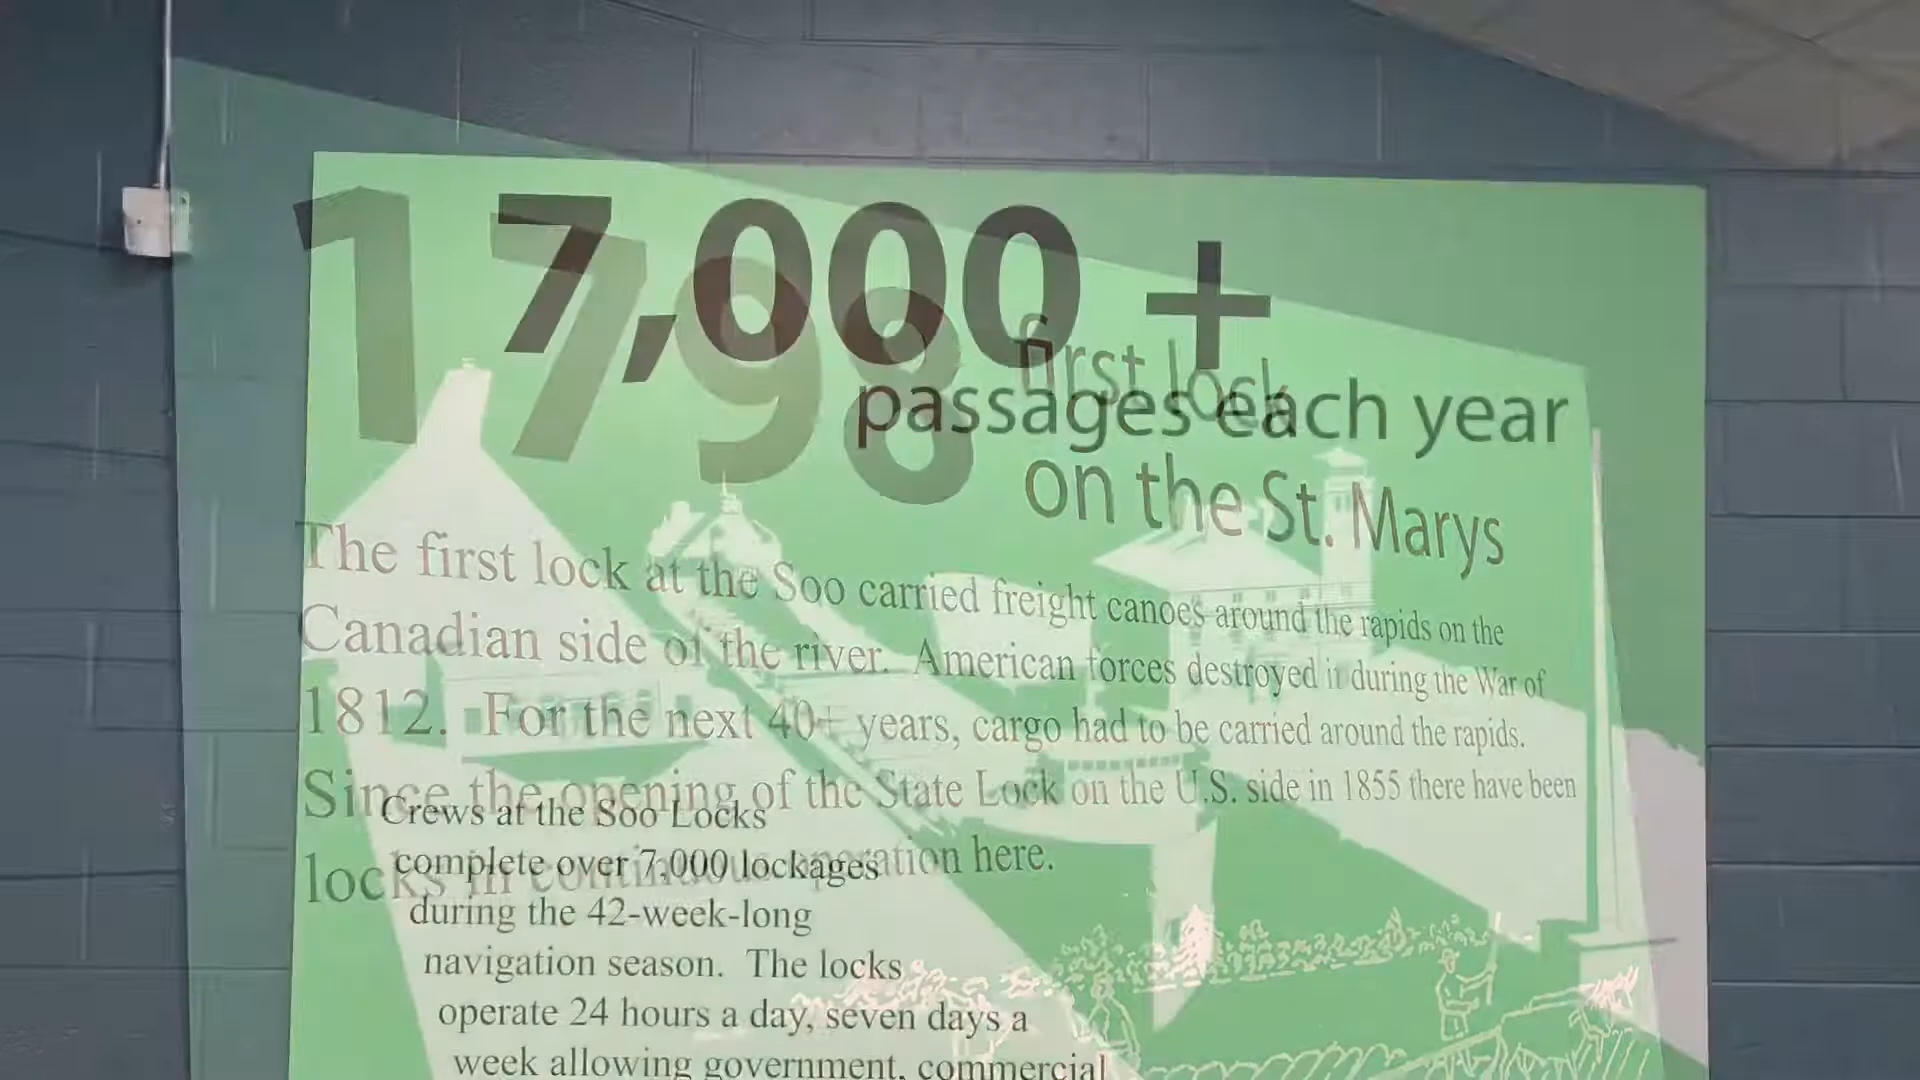 1798
first lock
on the St. Marys
The first lock at the Soo carried freight canoes around the rapids on the
Canadian side of the river. American forces destroyed it during the War of
1812. For the next 40+ years, cargo had to be carried around the rapids.
Since the opening of the State Lock on the U.S. side in 1855 there have been
locks in continuous operation here.
7,000 +
passages each year
Crews at the Soo Locks
complete over 7,000 lockages
during the 42-week-long
navigation season. The locks
operate 24 hours a day, seven days a
week allowing government, commercial